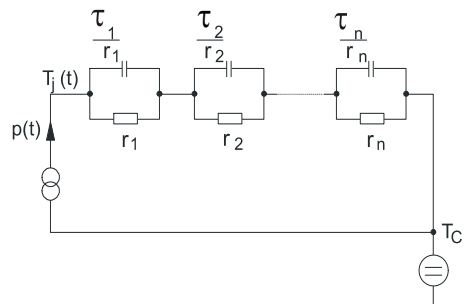 τ1/r1 τ2/r2 τn/rn
Tj(t)
p(t)
r1 r2 rn
TC